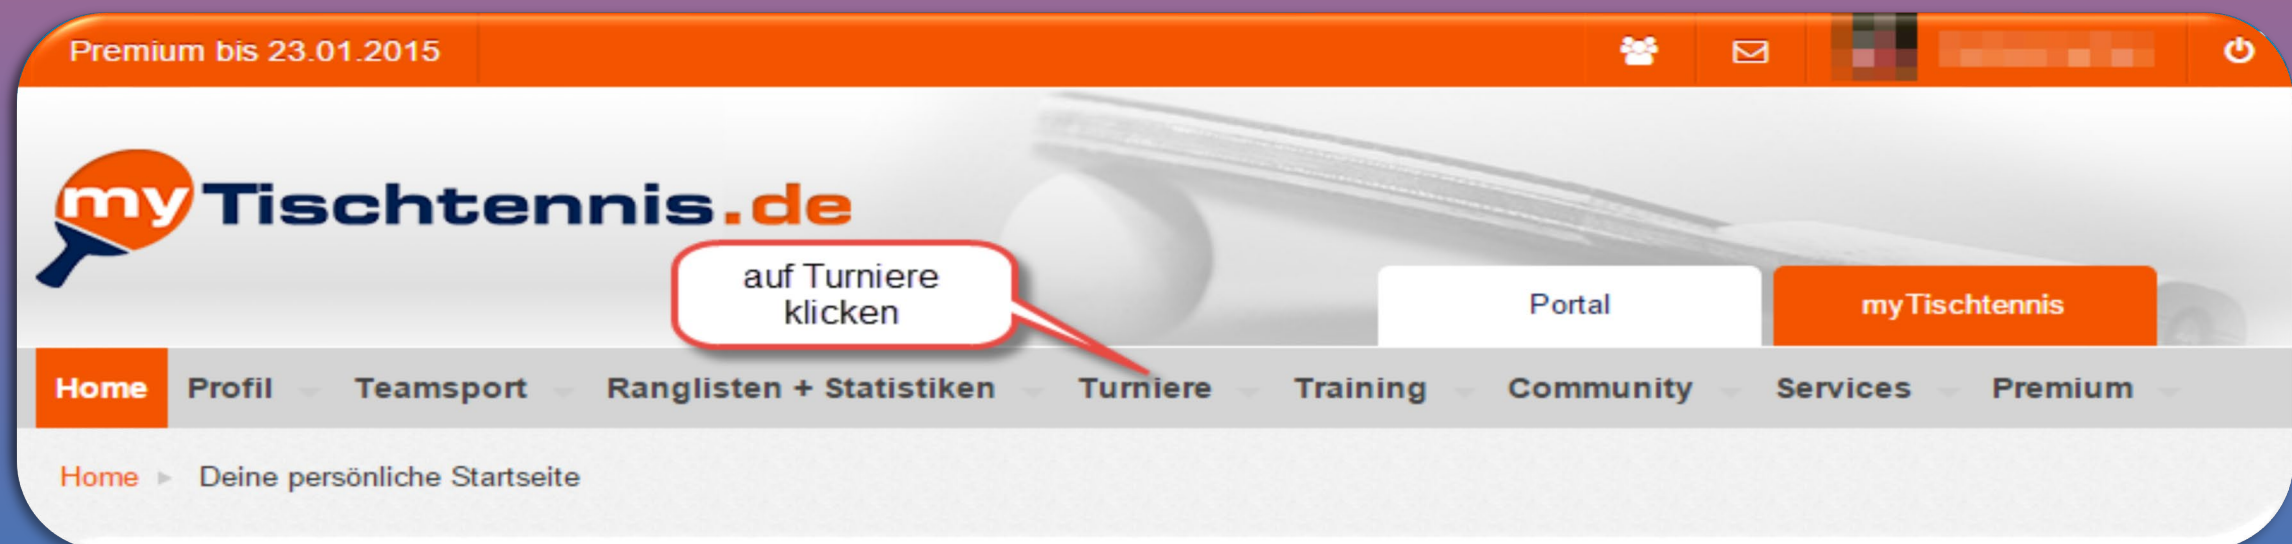 Premium bis 23.01.2015
myTischtennis.de
auf Turniere
klicken
Portal
myTischtennis
Home Profil Teamsport Ranglisten + Statistiken Turniere Training Community Services Premium
Home Deine persönliche Startseite